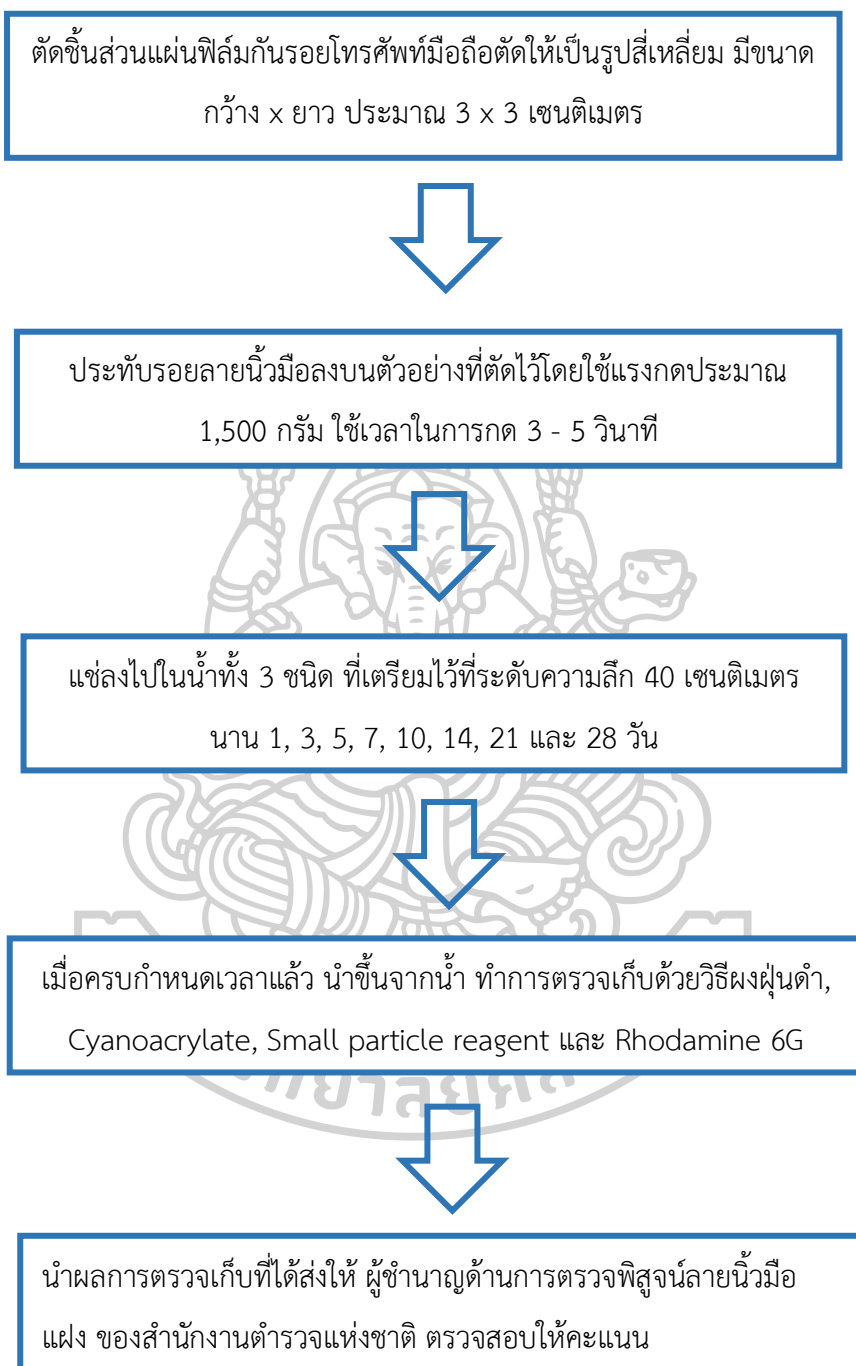 ตัดชิ้นส่วนแผ่นฟิล์มกันรอยโทรศัพท์มือถือตัดให้เป็นรูปสี่เหลี่ยม มีขนาด
กว้าง x ยาว ประมาณ 3 x 3 เซนติเมตร
ประทับรอยลายนิ้วมือลงบนตัวอย่างที่ตัดไว้โดยใช้แรงกดประมาณ
1,500 กรัม ใช้เวลาในการกด 3 - 5 วินาที
แช่ลงไปในน้ำทั้ง 3 ชนิด ที่เตรียมไว้ที่ระดับความลึก 40 เซนติเมตร
นาน 1, 3, 5, 7, 10, 14, 21 และ 28 วัน
เมื่อครบกำหนดเวลาแล้ว นำขึ้นจากน้ำ ทำการตรวจเก็บด้วยวิธีผงฝุ่นดำ,
Cyanoacrylate, Small particle reagent และ Rhodamine 6G
นำผลการตรวจเก็บที่ได้ส่งให้ ผู้ชำนาญด้านการตรวจพิสูจน์ลายนิ้วมือ
แฝง ของสำนักงานตำรวจแห่งชาติ ตรวจสอบให้คะแนน